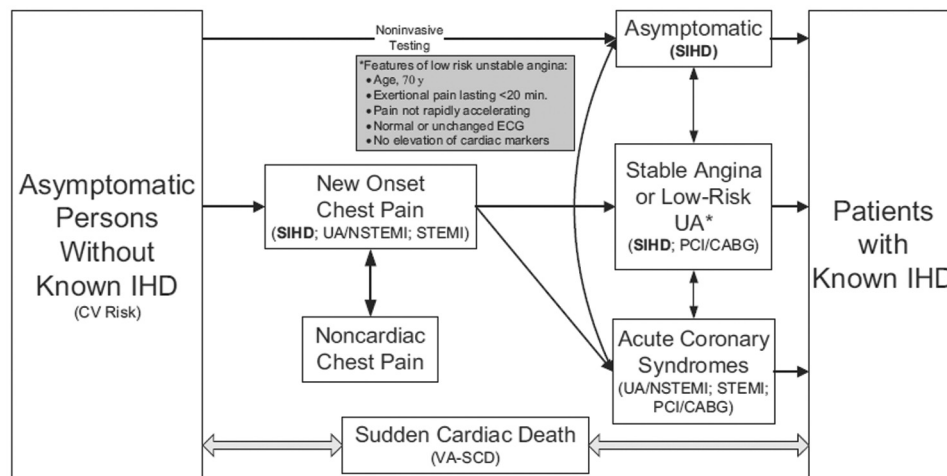 Noninvasive
Testing
Asymptomatic
(SIHD)
*Features of low risk unstable angina:
• Age, 70 y
• Exertional pain lasting <20 min.
• Pain not rapidly accelerating
• Normal or unchanged ECG
• No elevation of cardiac markers
Asymptomatic
Persons
Without
Known IHD
(CV Risk)
New Onset
Chest Pain
(SIHD; UA/NSTEMI; STEMI)
Stable Angina
or Low-Risk
UA*
(SIHD; PCI/CABG)
Patients
with
Known IHD
Noncardiac
Chest Pain
Acute Coronary
Syndromes
(UA/NSTEMI; STEMI;
PCI/CABG)
Sudden Cardiac Death
(VA-SCD)